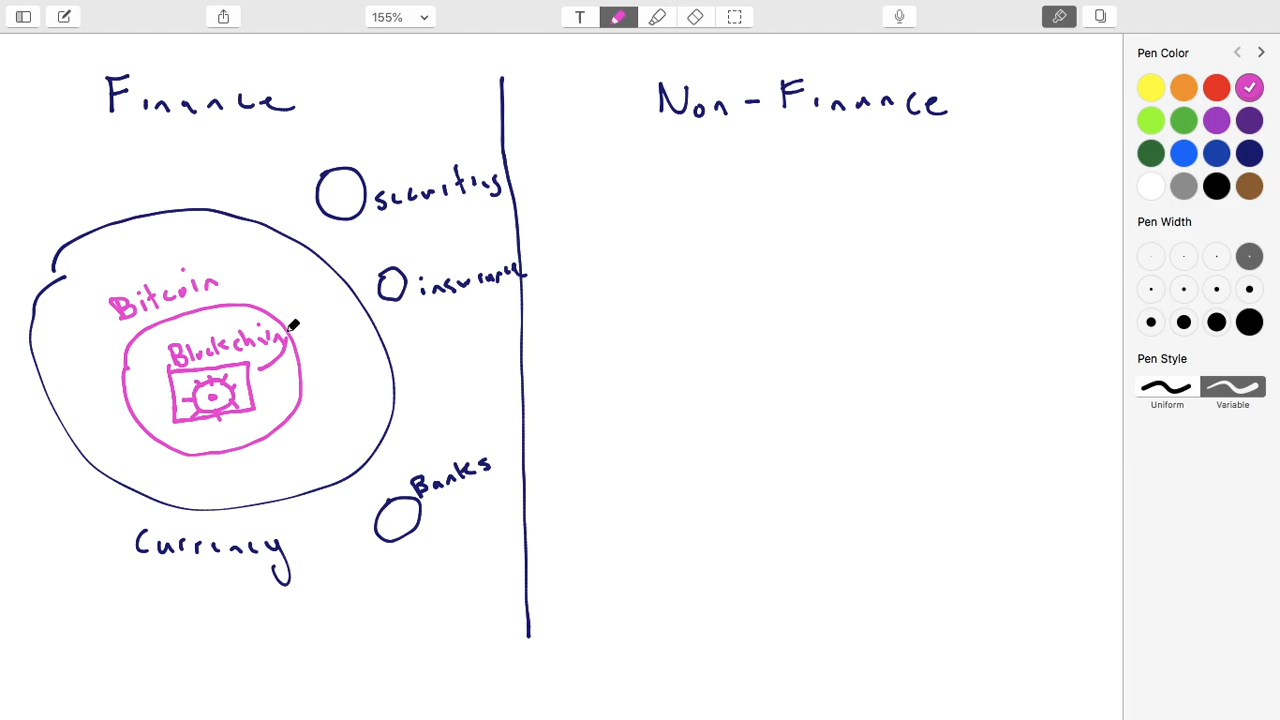 155%
T
Finance
Non-Finance
securities
insurance
Bitcoin
Blockchain
Banks
Currency
Pen Color
Pen Width
Pen Style
Uniform
Variable